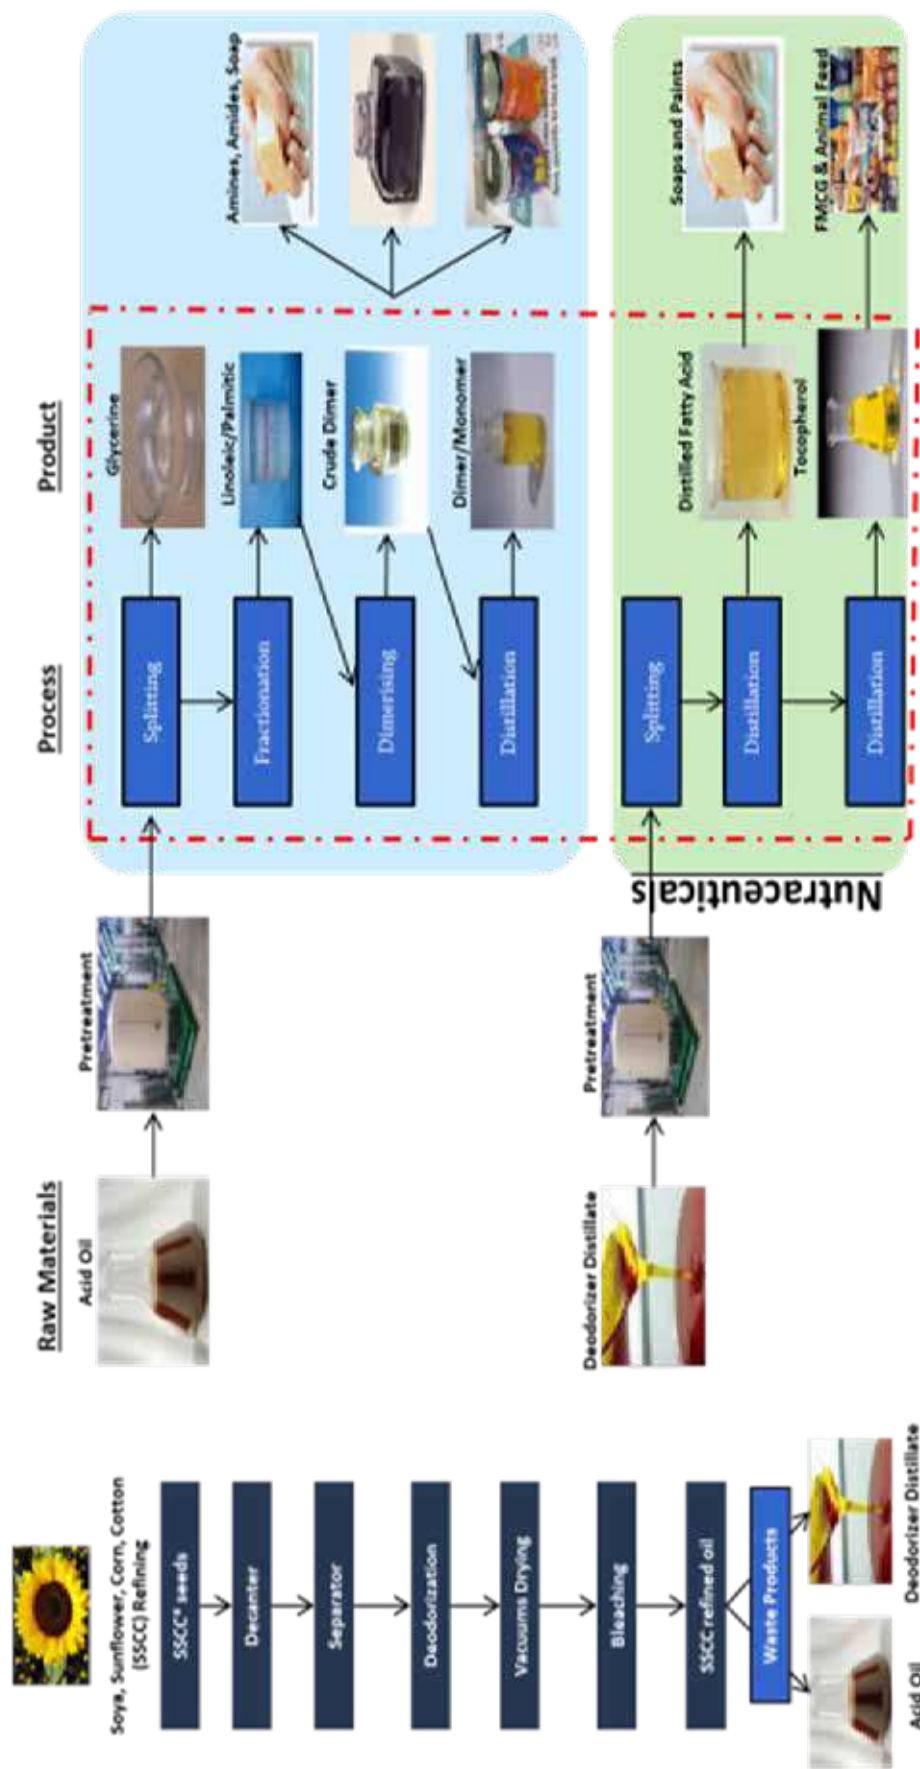 Soya, Sunflower, Corn, Cotton
(SSCC) Refining
SSCC* seeds
Decanter
Separator
Deodorization
Vacuums Drying
Bleaching
SSCC refined oil
Waste Products
Acid Oil
Deodorizer Distillate
Raw Materials
Acid Oil
Pretreatment
Deodorizer Distillate
Pretreatment
Process
Splitting
Fractionation
Dimerising
Distillation
Product
Glycerine
Linoleic/Palmitic
Crude Dimer
Dimer/Monomer
Amines, Amides, Soap
Nutraceuticals
Splitting
Distillation
Distillation
Distilled Fatty Acid
Tocopherol
Soaps and Paints
FMCG & Animal Feed